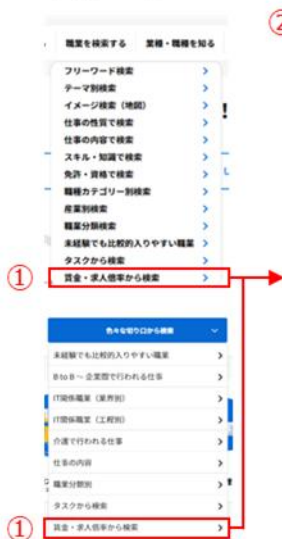 職業を検索する 業種・職種を知る
②
フリーワード検索
テーマ別検索
イメージ検索（地図）
仕事の性質で検索
仕事の内容で検索
スキル・知識で検索
免許・資格で検索
職種カテゴリー別検索
産業別検索
職業分類検索
未経験でも比較的入りやすい職業
タスクから検索
① 賃金・求人倍率から検索
色々な切り口から検索
未経験でも比較的入りやすい職業
B to B ～ 企業間で行われる仕事
IT関係職業（業界別）
IT関係職業（工程別）
介護で行われる仕事
仕事の内容
職業分類別
タスクから検索
① 賃金・求人倍率から検索